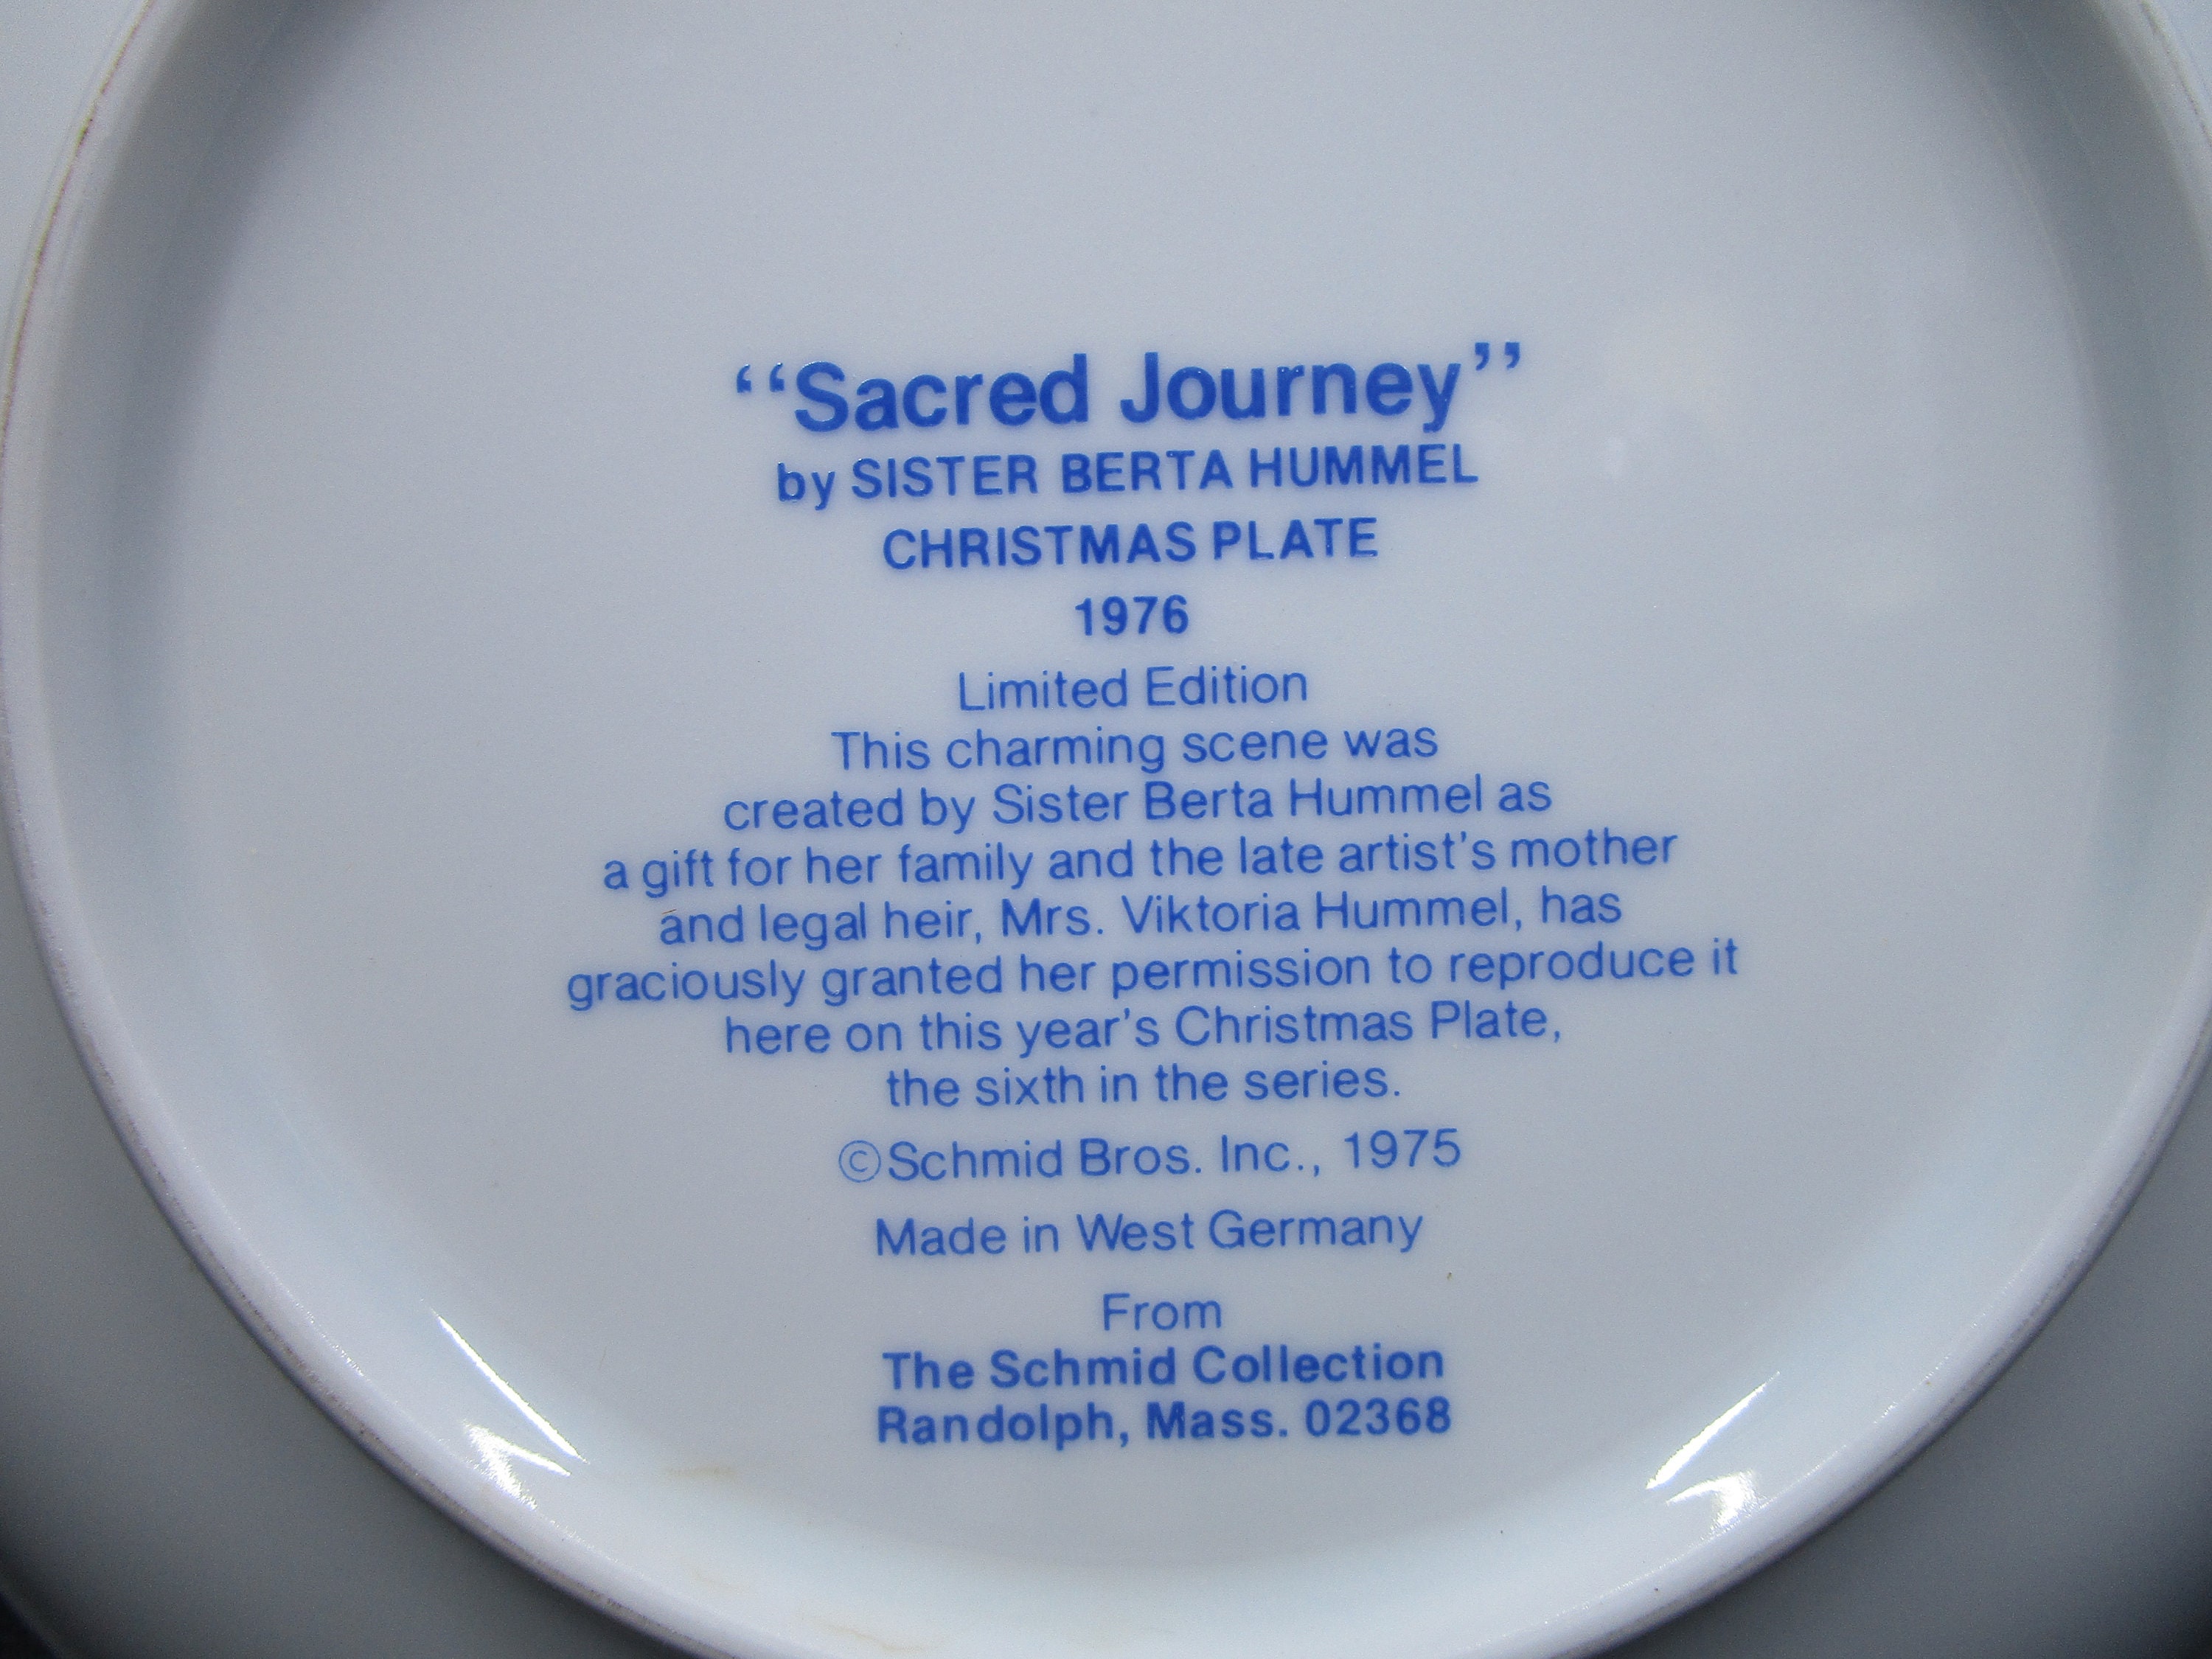 “Sacred Journey”
by SISTER BERTA HUMMEL
CHRISTMAS PLATE
1976
Limited Edition
This charming scene was
created by Sister Berta Hummel as
a gift for her family and the late artist’s mother
and legal heir, Mrs. Viktoria Hummel, has
graciously granted her permission to reproduce it
here on this year’s Christmas Plate,
the sixth in the series.
©Schmid Bros. Inc., 1975
Made in West Germany
From
The Schmid Collection
Randolph, Mass. 02368